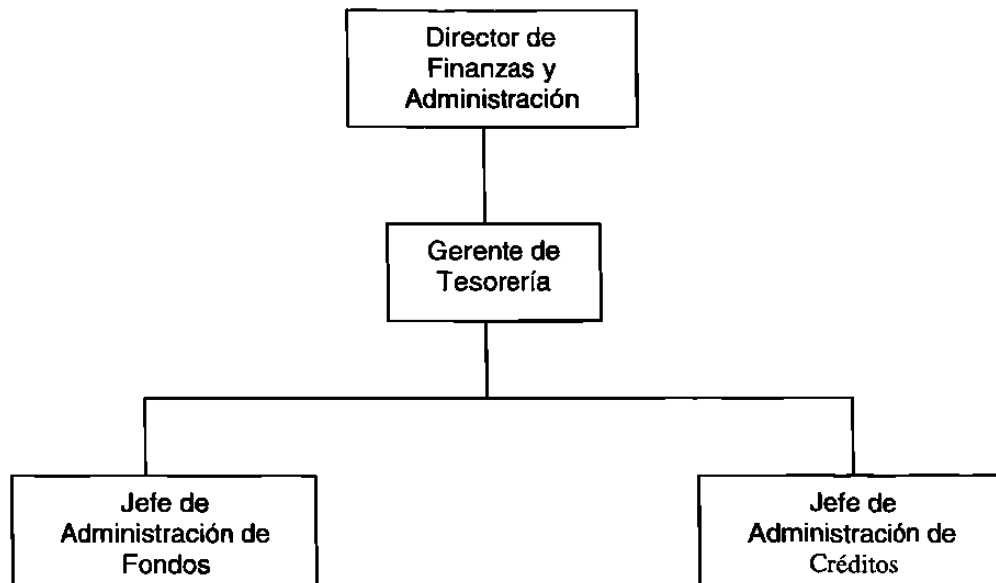 Director de
Finanzas y
Administración
Gerente de
Tesorería
Jefe de
Administración de
Fondos
Jefe de
Administración de
Créditos